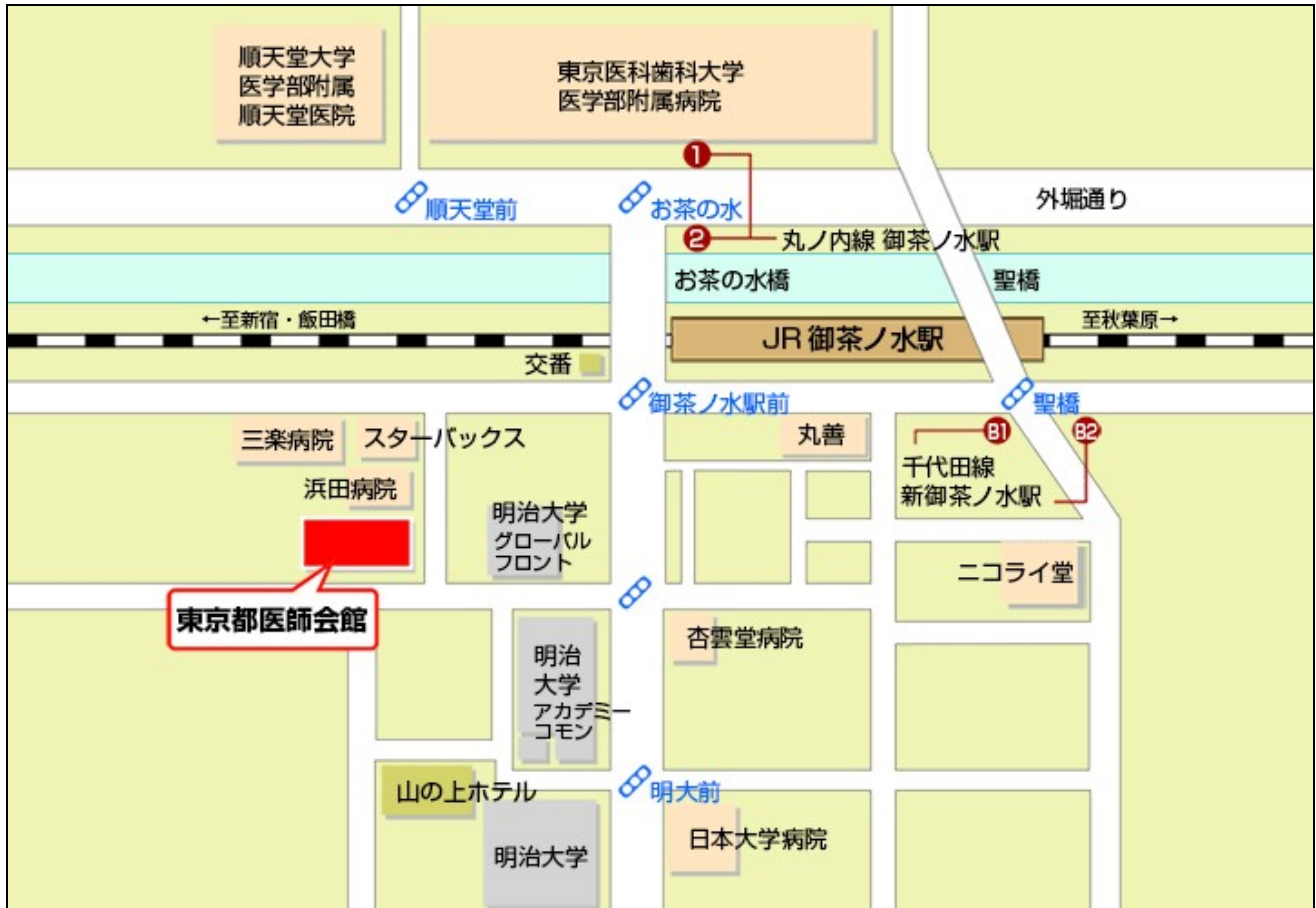 順天堂大学
医学部附属
順天堂医院
東京医科歯科大学
医学部附属病院
1
順天堂前
お茶の水
外堀通り
2
丸ノ内線 御茶ノ水駅
お茶の水橋
聖橋
←至新宿・飯田橋
JR 御茶ノ水駅
至秋葉原→
交番
御茶ノ水駅前
聖橋
三楽病院
スターバックス
丸善
B1
B2
千代田線
新御茶ノ水駅
浜田病院
明治大学
グローバル
フロント
ニコライ堂
東京都医師会館
杏雲堂病院
明治
大学
アカデミー
コモン
山の上ホテル
明大前
明治大学
日本大学病院